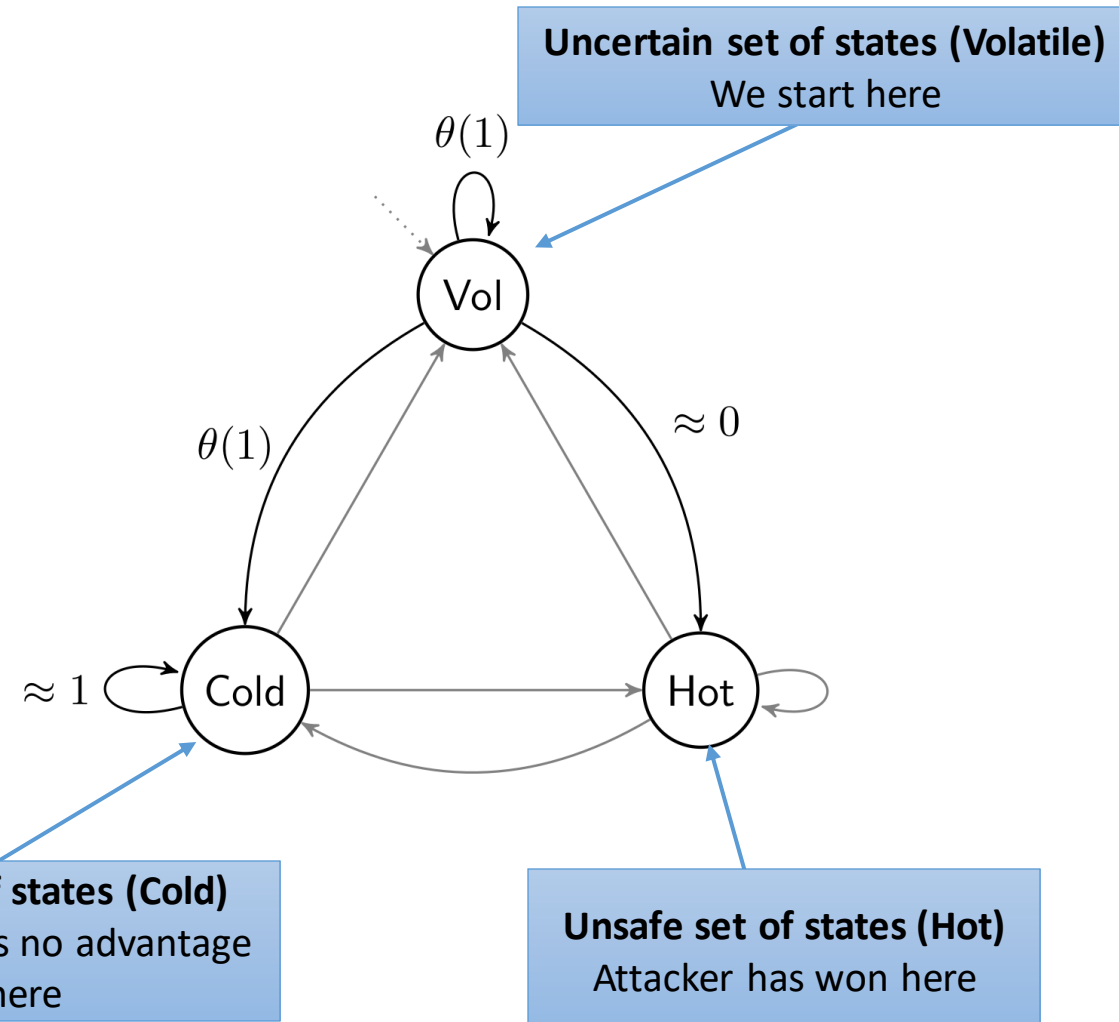 Uncertain set of states (Volatile)
We start here
θ(1)
Vol
θ(1)
≈ 0
≈ 1
Cold
Hot
states (Cold)
no advantage
Unsafe set of states (Hot)
Attacker has won here